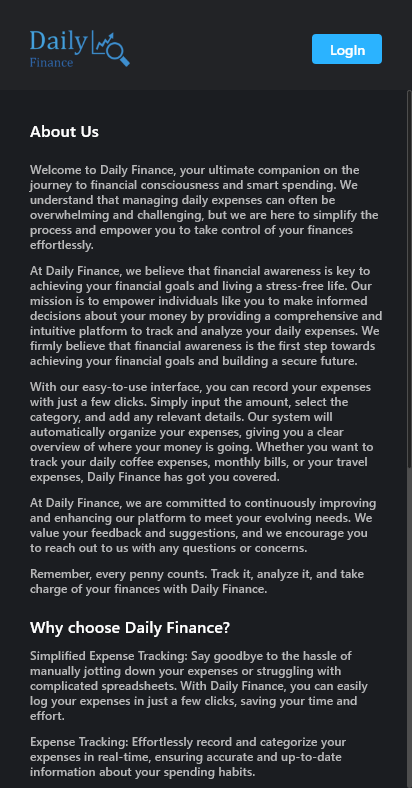 Daily
Finance
LogIn
About Us
Welcome to Daily Finance, your ultimate companion on the
journey to financial consciousness and smart spending. We
understand that managing daily expenses can often be
overwhelming and challenging, but we are here to simplify the
process and empower you to take control of your finances
effortlessly.
At Daily Finance, we believe that financial awareness is key to
achieving your financial goals and living a stress-free life. Our
mission is to empower individuals like you to make informed
decisions about your money by providing a comprehensive and
intuitive platform to track and analyze your daily expenses. We
firmly believe that financial awareness is the first step towards
achieving your financial goals and building a secure future.
With our easy-to-use interface, you can record your expenses
with just a few clicks. Simply input the amount, select the
category, and add any relevant details. Our system will
automatically organize your expenses, giving you a clear
overview of where your money is going. Whether you want to
track your daily coffee expenses, monthly bills, or your travel
expenses, Daily Finance has got you covered.
At Daily Finance, we are committed to continuously improving
and enhancing our platform to meet your evolving needs. We
value your feedback and suggestions, and we encourage you
to reach out to us with any questions or concerns.
Remember, every penny counts. Track it, analyze it, and take
charge of your finances with Daily Finance.
Why choose Daily Finance?
Simplified Expense Tracking: Say goodbye to the hassle of
manually jotting down your expenses or struggling with
complicated spreadsheets. With Daily Finance, you can easily
log your expenses in just a few clicks, saving your time and
effort.
Expense Tracking: Effortlessly record and categorize your
expenses in real-time, ensuring accurate and up-to-date
information about your spending habits.